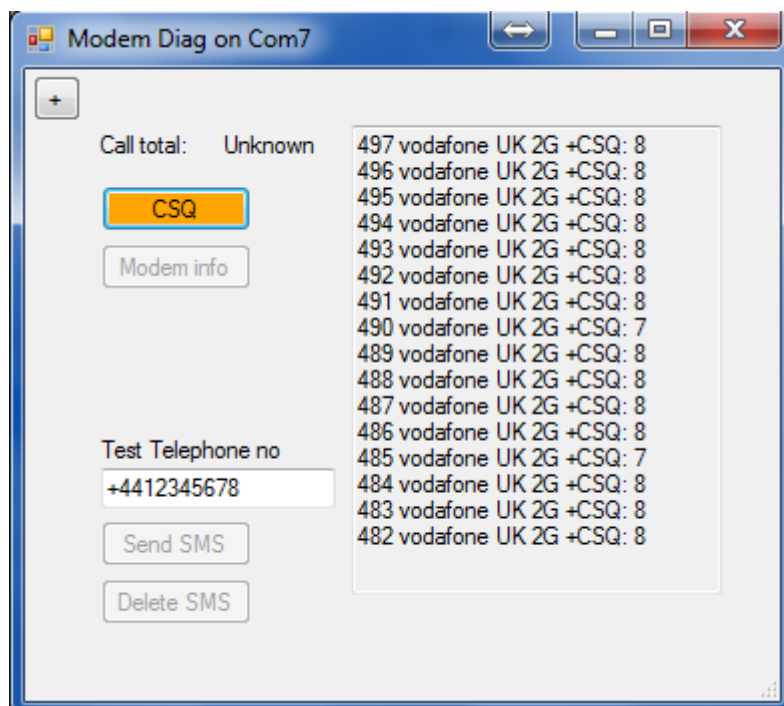 Modem Diag on Com7
+
Call total: Unknown
CSQ
Modem info
Test Telephone no
+4412345678
Send SMS
Delete SMS
497 vodafone UK 2G +CSQ: 8
496 vodafone UK 2G +CSQ: 8
495 vodafone UK 2G +CSQ: 8
494 vodafone UK 2G +CSQ: 8
493 vodafone UK 2G +CSQ: 8
492 vodafone UK 2G +CSQ: 8
491 vodafone UK 2G +CSQ: 8
490 vodafone UK 2G +CSQ: 7
489 vodafone UK 2G +CSQ: 8
488 vodafone UK 2G +CSQ: 8
487 vodafone UK 2G +CSQ: 8
486 vodafone UK 2G +CSQ: 8
485 vodafone UK 2G +CSQ: 7
484 vodafone UK 2G +CSQ: 8
483 vodafone UK 2G +CSQ: 8
482 vodafone UK 2G +CSQ: 8